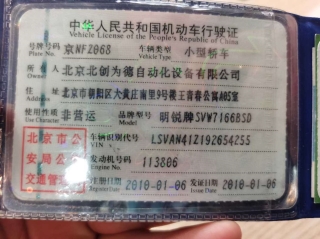 中华人民共和国机动车行驶证
Vehicle License of the People's Republic of China
号牌号码 京NFZ068 车辆类型 小型轿车
Plate No. Vehicle Type
所有人 北京北创为德自动化设备有限公司
Owner
住址 北京市朝阳区大黄庄南里9号楼王青春公寓A05室
Address
使用性质 非营运 品牌型号 明锐牌SVW7166BSD
Use Character Model
北京市公 车辆识别代号 LSVAN41Z192654255
VIN
安局公 发动机号码 113806
Engine No.
交通管 注册日期 2010-01-06 发证日期 2010-01-06
Register Date Issue Date